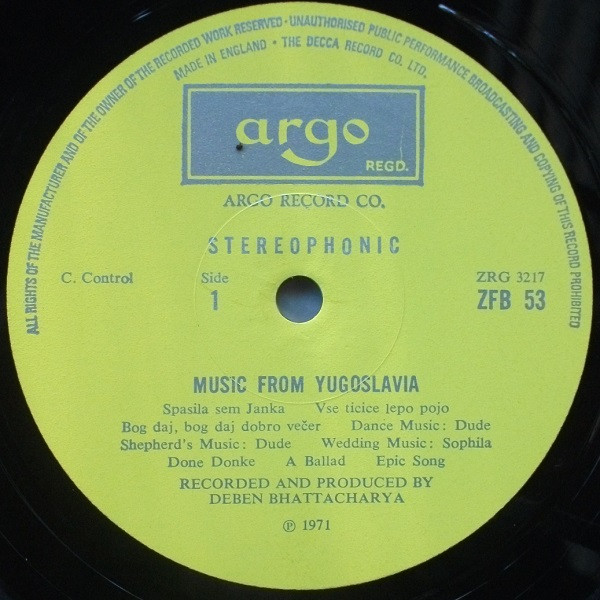 ALL RIGHTS OF THE MANUFACTURER AND OF THE OWNER OF THE RECORDED WORK RESERVED · UNAUTHORISED PUBLIC PERFORMANCE BROADCASTING AND COPYING OF THIS RECORD PROHIBITED
MADE IN ENGLAND · THE DECCA RECORD CO. LTD.
argo
REGD.
ARGO RECORD CO.
STEREOPHONIC
C. Control Side ZRG 3217
1 ZFB 53
MUSIC FROM YUGOSLAVIA
Spasila sem Janka Vse ticice lepo pojo
Bog daj, bog daj dobro večer Dance Music: Dude
Shepherd's Music: Dude Wedding Music: Sophila
Done Donke A Ballad Epic Song
RECORDED AND PRODUCED BY
DEBEN BHATTACHARYA
℗ 1971